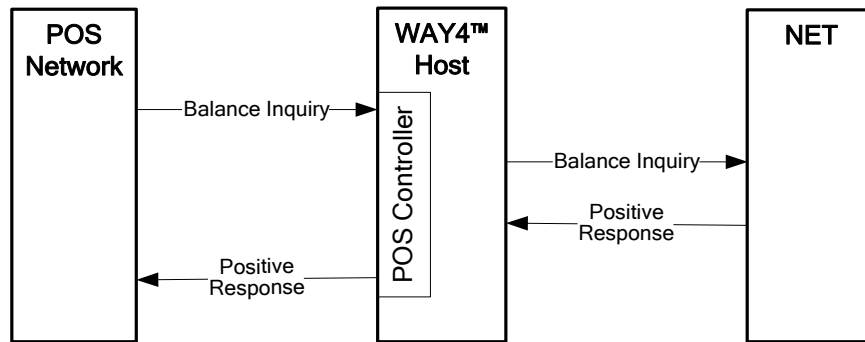 POS
Network
WAY4™
Host
NET
Balance Inquiry
POS Controller
Balance Inquiry
Positive
Response
Positive
Response